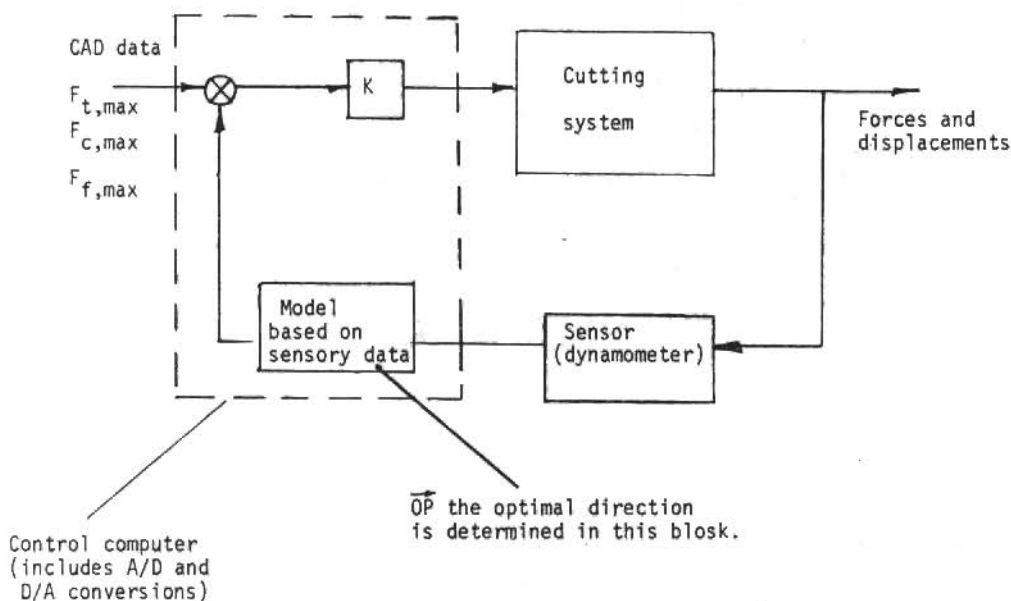 CAD data
F_t,max
F_c,max
F_f,max
K
Cutting
system
Forces and
displacements
Model
based on
sensory data
Sensor
(dynamometer)
OP the optimal direction
is determined in this blosk.
Control computer
(includes A/D and
D/A conversions)